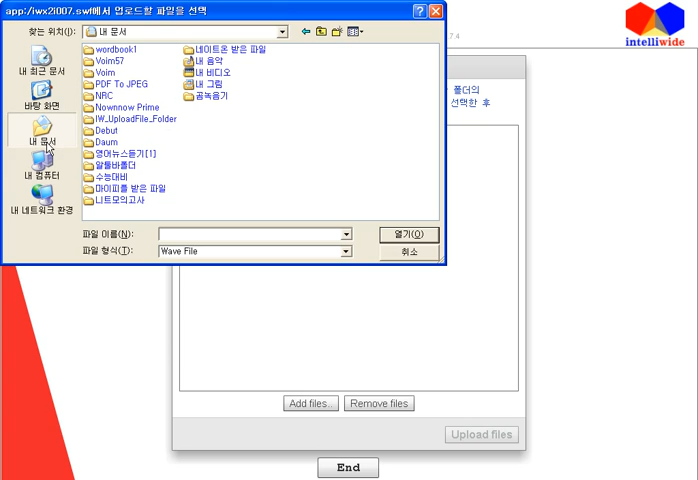 app:/iwx2i007.swf에서 업로드할 파일을 선택
찾는 위치(I):
내 문서
내 최근 문서
바탕 화면
내 문서
내 컴퓨터
내 네트워크 환경
wordbook1
Voim57
Voim
PDF To JPEG
NRC
Nownnow Prime
IW_UploadFile_Folder
Debut
Daum
영어뉴스듣기[1]
알툴바폴더
수능대비
마이피플 받은 파일
니트모의고사
네이트온 받은 파일
내 음악
내 비디오
내 그림
곰녹음기
파일 이름(N):
열기(O)
파일 형식(T):
Wave File
취소
intelliwide
7.4
폴더의
선택한 후
Add files..
Remove files
Upload files
End